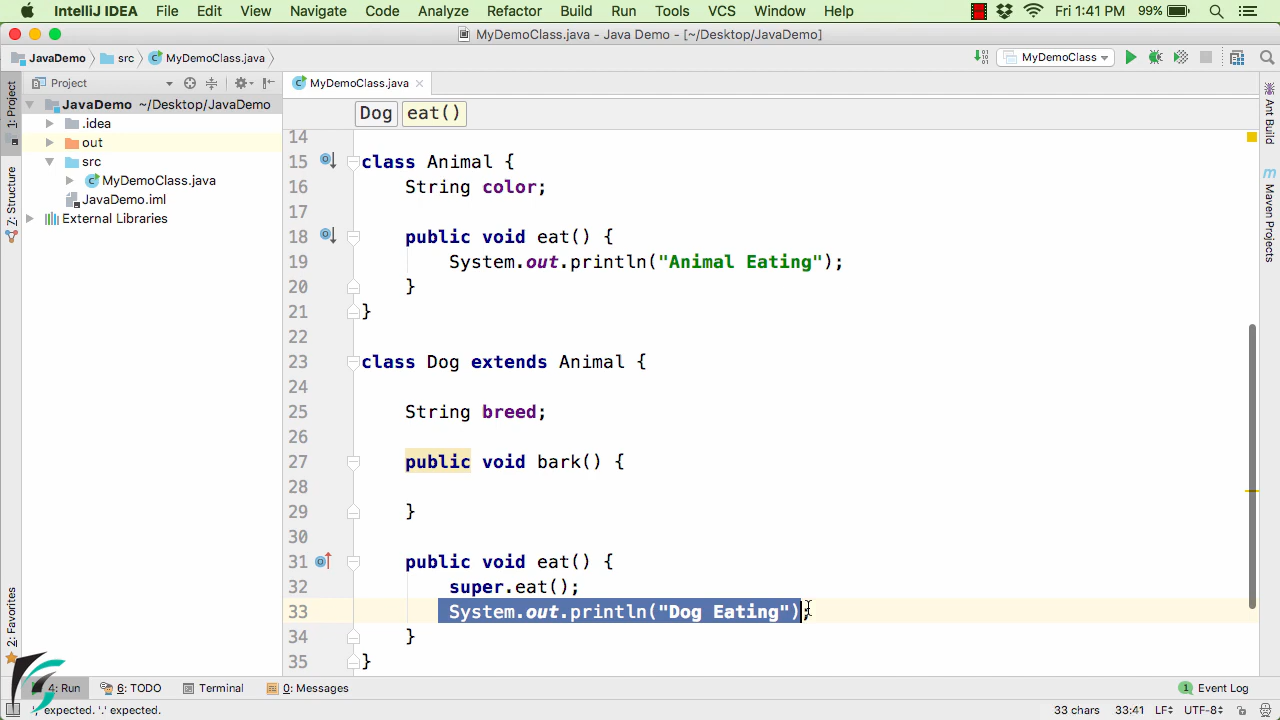 IntelliJ IDEA File Edit View Navigate Code Analyze Refactor Build Run Tools VCS Window Help Fri 1:41 PM 99%
MyDemoClass.java - Java Demo - [~/Desktop/JavaDemo]
JavaDemo src MyDemoClass.java MyDemoClass
Project MyDemoClass.java
Dog eat()
JavaDemo ~/Desktop/JavaDemo
.idea
out
src
MyDemoClass.java
JavaDemo.iml
External Libraries
1: Project
7: Structure
2: Favorites
14
15 class Animal {
16 String color;
17
18 public void eat() {
19 System.out.println("Animal Eating");
20 }
21 }
22
23 class Dog extends Animal {
24
25 String breed;
26
27 public void bark() {
28
29 }
30
31 public void eat() {
32 super.eat();
33 System.out.println("Dog Eating");
34 }
35 }
Ant Build
m Maven Projects
4: Run 6: TODO Terminal 0: Messages 1 Event Log
expected. '.' expected. 33 chars 33:41 LF UTF-8